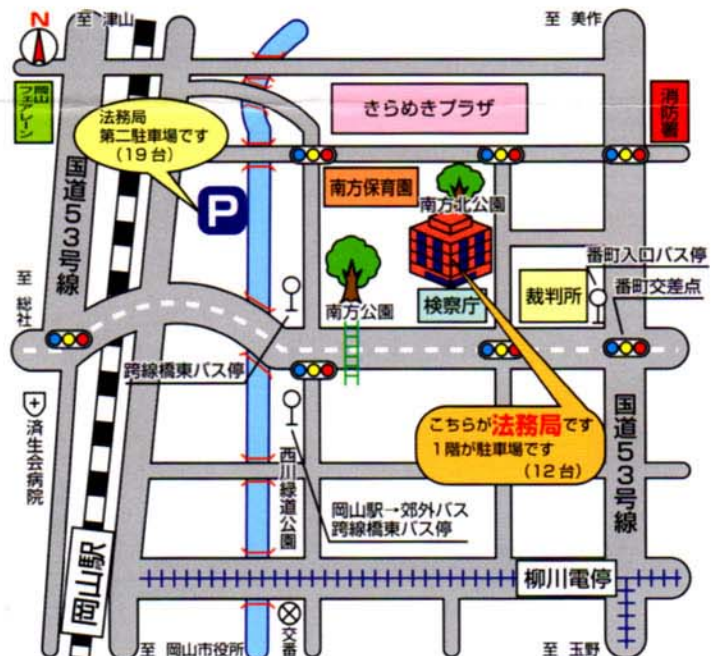 N
至 津山
至 美作
岡山
フェアレーン
きらめきプラザ
消防署
法務局
第二駐車場です
（19台）
国道53号線
P
南方保育園
南方北公園
番町入口バス停
至 総社
南方公園
検察庁
裁判所
番町交差点
跨線橋東バス停
済生会病院
こちらが法務局です
1階が駐車場です
（12台）
国道53号線
西川緑道公園
岡山駅→郊外バス
跨線橋東バス停
岡山駅
柳川電停
至 岡山市役所
交番
至 玉野